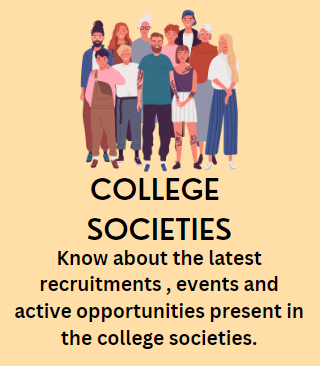 COLLEGE
SOCIETIES
Know about the latest
recruitments , events and
active opportunities present in
the college societies.